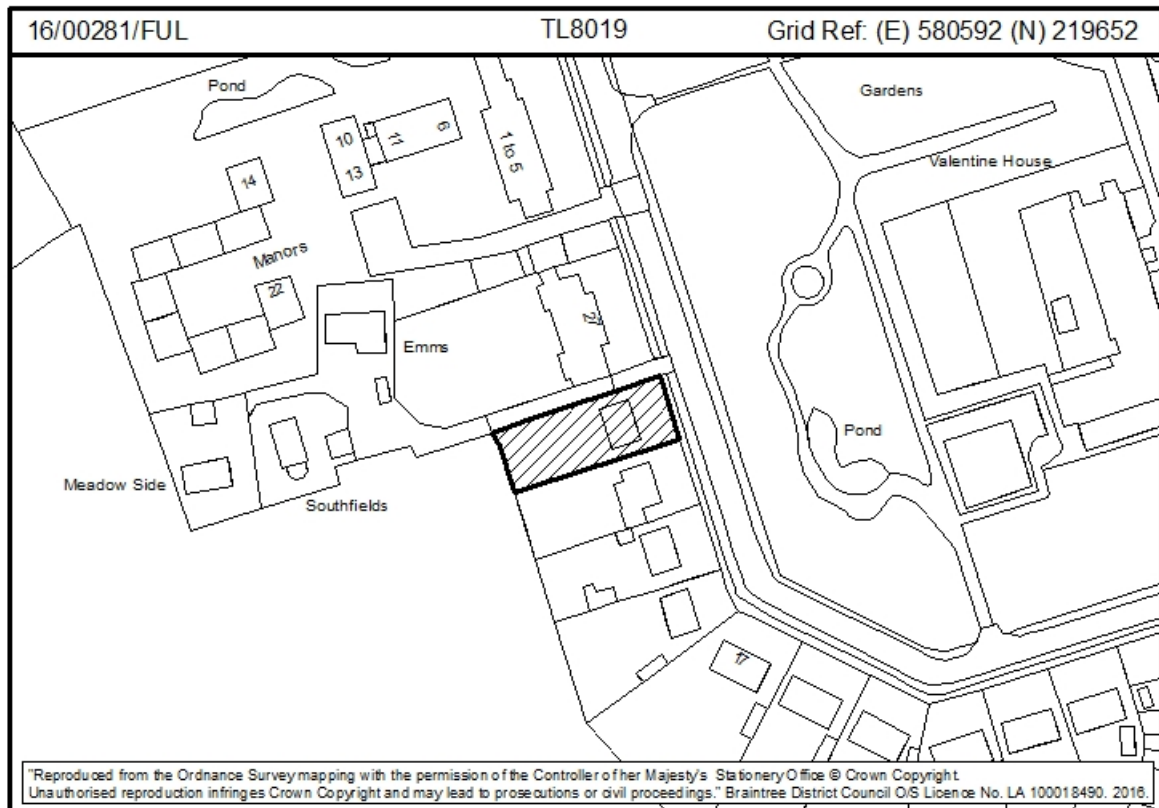 16/00281/FUL TL8019 Grid Ref: (E) 580592 (N) 219652
Pond
Gardens
10
11
6
1 to 5
13
Valentine House
14
Manors
22
27
Emms
Pond
Meadow Side
Southfields
17
"Reproduced from the Ordnance Survey mapping with the permission of the Controller of her Majesty's Stationery Office © Crown Copyright.
Unauthorised reproduction infringes Crown Copyright and may lead to prosecutions or civil proceedings." Braintree District Council O/S Licence No. LA 100018490. 2016.